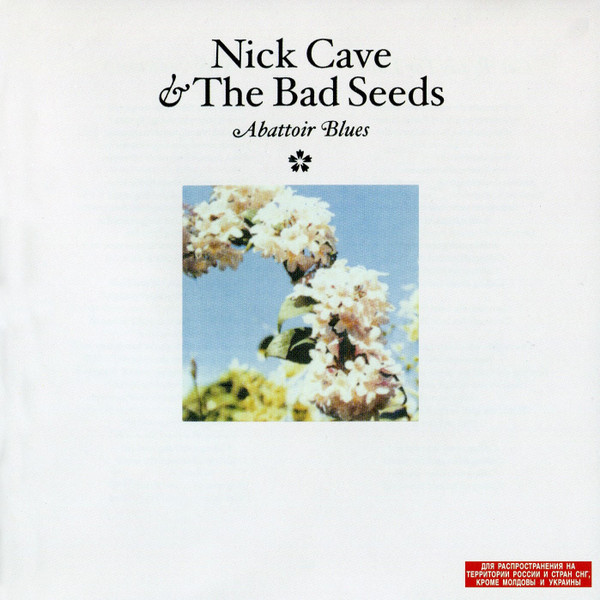 Nick Cave
& The Bad Seeds
Abattoir Blues
ДЛЯ РАСПРОСТРАНЕНИЯ НА
ТЕРРИТОРИИ РОССИИ И СТРАН СНГ,
КРОМЕ МОЛДОВЫ И УКРАИНЫ